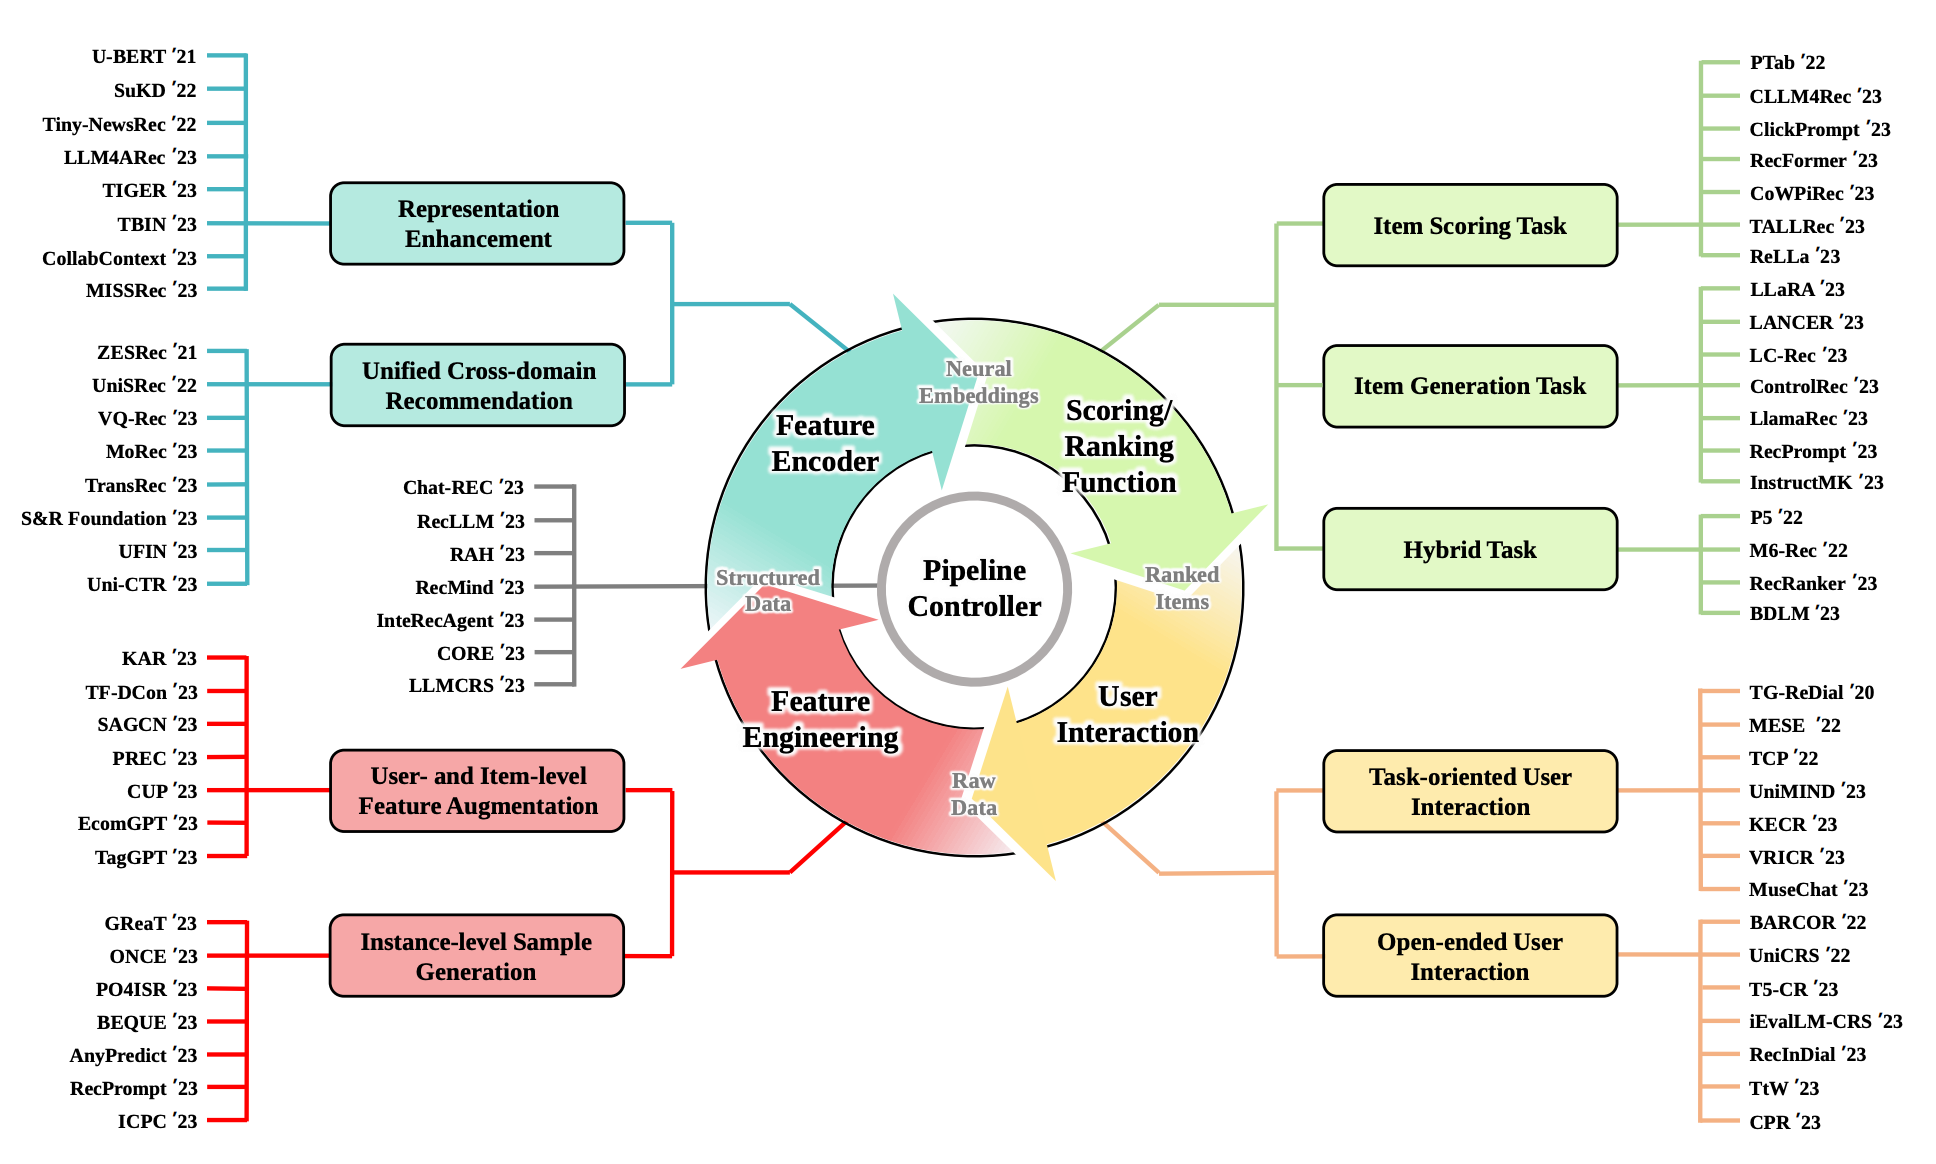 U-BERT ′21
SuKD ′22
Tiny-NewsRec ′22
LLM4ARec ′23
TIGER ′23
TBIN ′23
CollabContext ′23
MISSRec ′23
Representation
Enhancement
ZESRec ′21
UniSRec ′22
VQ-Rec ′23
MoRec ′23
TransRec ′23
S&R Foundation ′23
UFIN ′23
Uni-CTR ′23
Unified Cross-domain
Recommendation
Chat-REC ′23
RecLLM ′23
RAH ′23
RecMind ′23
InteRecAgent ′23
CORE ′23
LLMCRS ′23
KAR ′23
TF-DCon ′23
SAGCN ′23
PREC ′23
CUP ′23
EcomGPT ′23
TagGPT ′23
User- and Item-level
Feature Augmentation
GReaT ′23
ONCE ′23
PO4ISR ′23
BEQUE ′23
AnyPredict ′23
RecPrompt ′23
ICPC ′23
Instance-level Sample
Generation
Feature
Encoder
Neural
Embeddings
Scoring/
Ranking
Function
Structured
Data
Pipeline
Controller
Ranked
Items
Feature
Engineering
User
Interaction
Raw
Data
Item Scoring Task
PTab ′22
CLLM4Rec ′23
ClickPrompt ′23
RecFormer ′23
CoWPiRec ′23
TALLRec ′23
ReLLa ′23
Item Generation Task
LLaRA ′23
LANCER ′23
LC-Rec ′23
ControlRec ′23
LlamaRec ′23
RecPrompt ′23
InstructMK ′23
Hybrid Task
P5 ′22
M6-Rec ′22
RecRanker ′23
BDLM ′23
Task-oriented User
Interaction
TG-ReDial ′20
MESE ′22
TCP ′22
UniMIND ′23
KECR ′23
VRICR ′23
MuseChat ′23
Open-ended User
Interaction
BARCOR ′22
UniCRS ′22
T5-CR ′23
iEvalLM-CRS ′23
RecInDial ′23
TtW ′23
CPR ′23